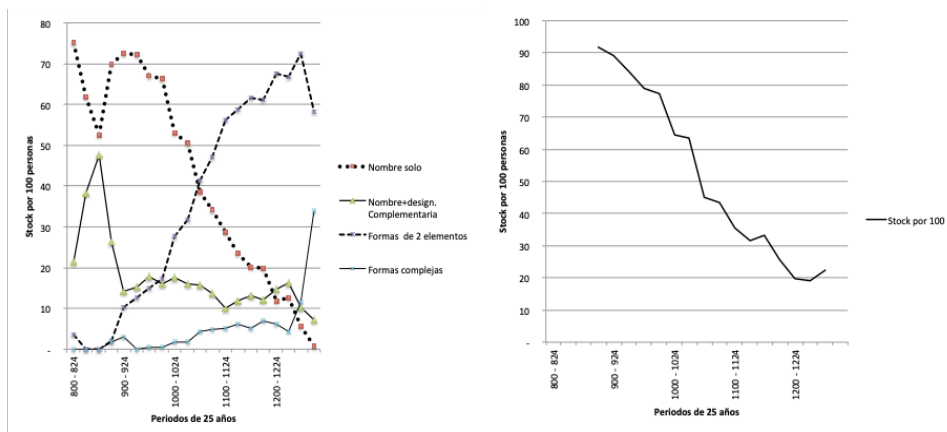 80
70
60
50
40
30
20
10
-
Stock por 100 personas
800 - 824
900 - 924
1000 - 1024
1100 - 1124
1200 - 1224
Periodos de 25 años
Nombre solo
Nombre+design.
Complementaria
Formas de 2 elementos
Formas complejas
100
90
80
70
60
50
40
30
20
10
-
Stock por 100 personas
800 - 824
900 - 924
1000 - 1024
1100 - 1124
1200 - 1224
Periodos de 25 años
Stock por 100